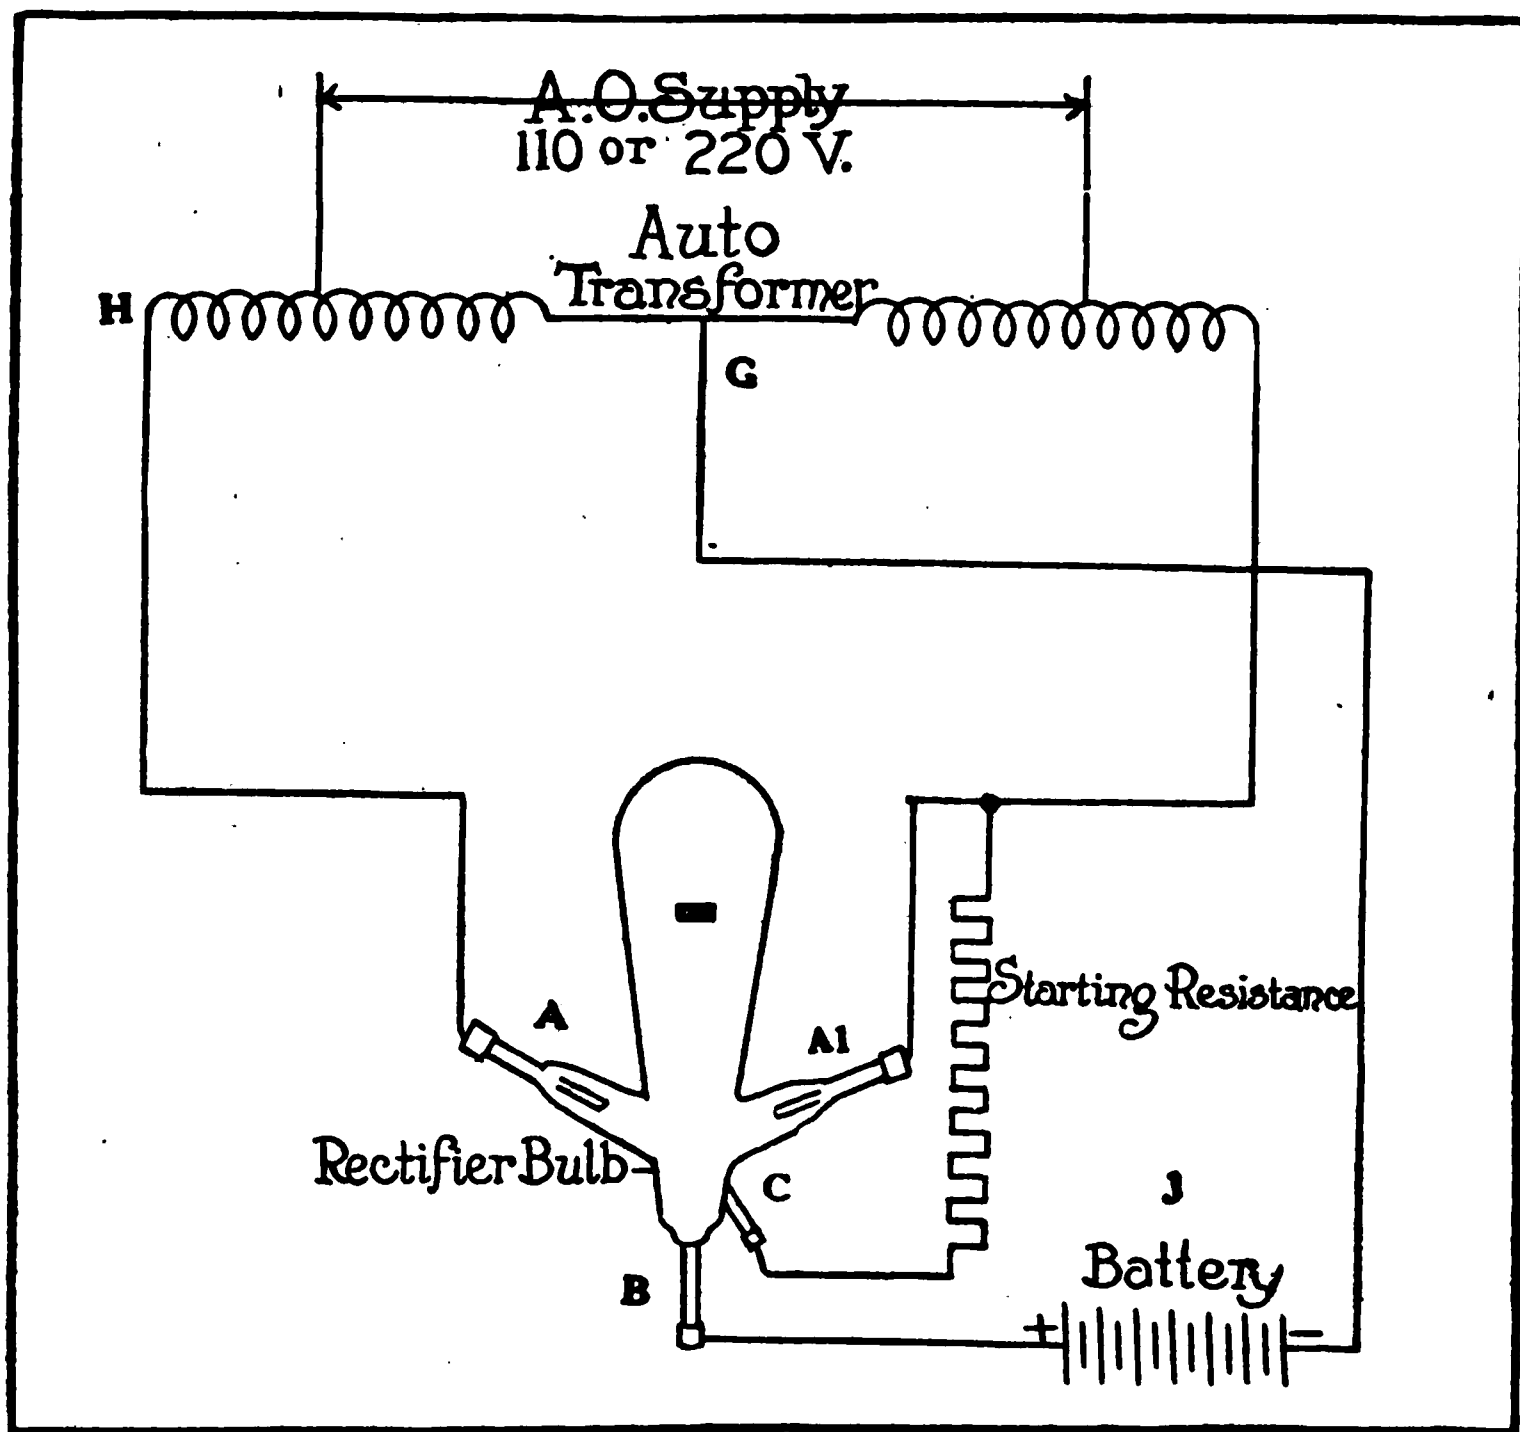 A.O.Supply
110 or 220 V.
Auto
Transformer
H
G
A
A1
Starting Resistance
Rectifier Bulb
C
J
B
Battery
+ −